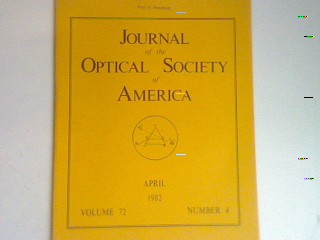 JOURNAL
of the
OPTICAL SOCIETY
of
AMERICA
APRIL
1982
VOLUME 72 NUMBER 4